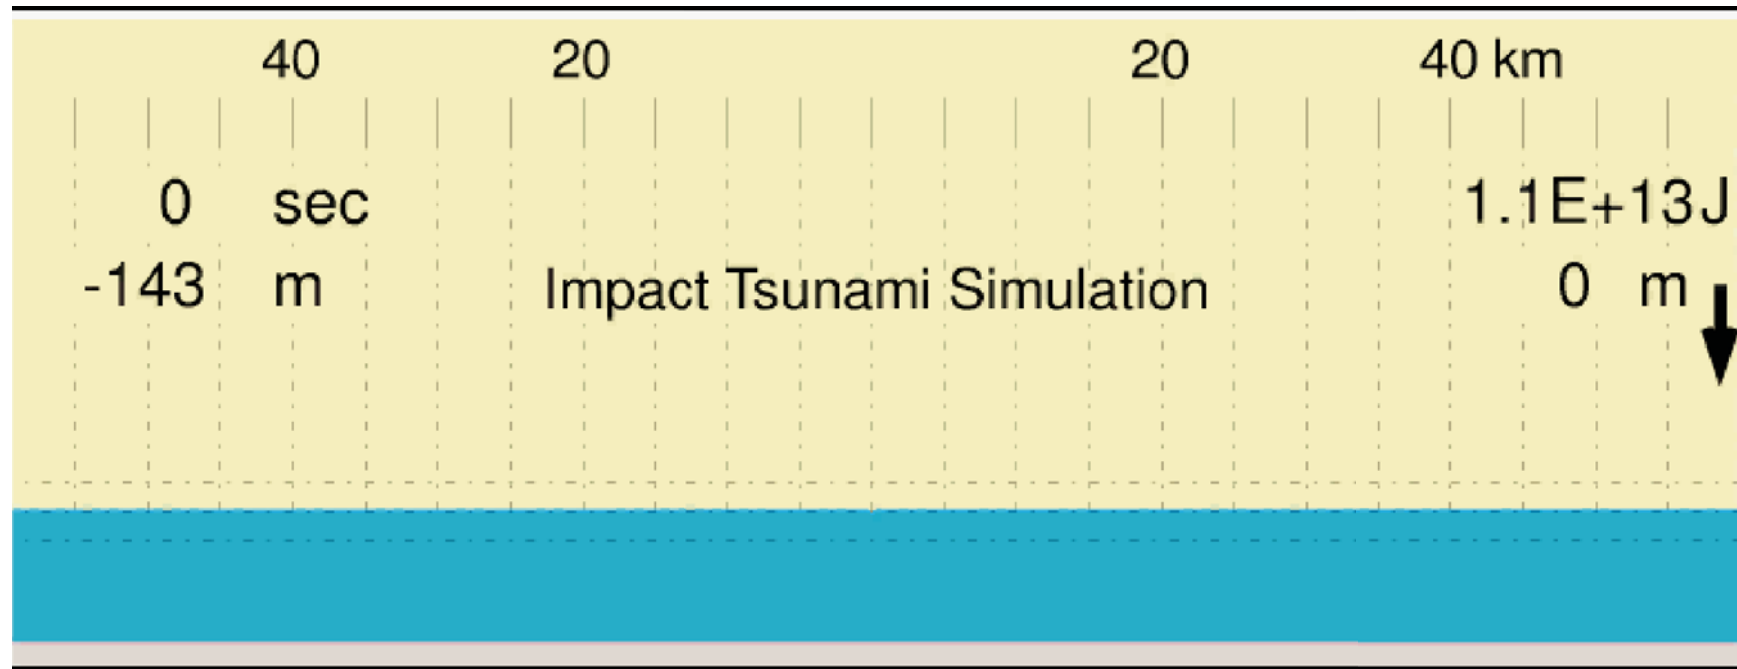 40 20 20 40 km
0 sec 1.1E+13J
-143 m Impact Tsunami Simulation 0 m